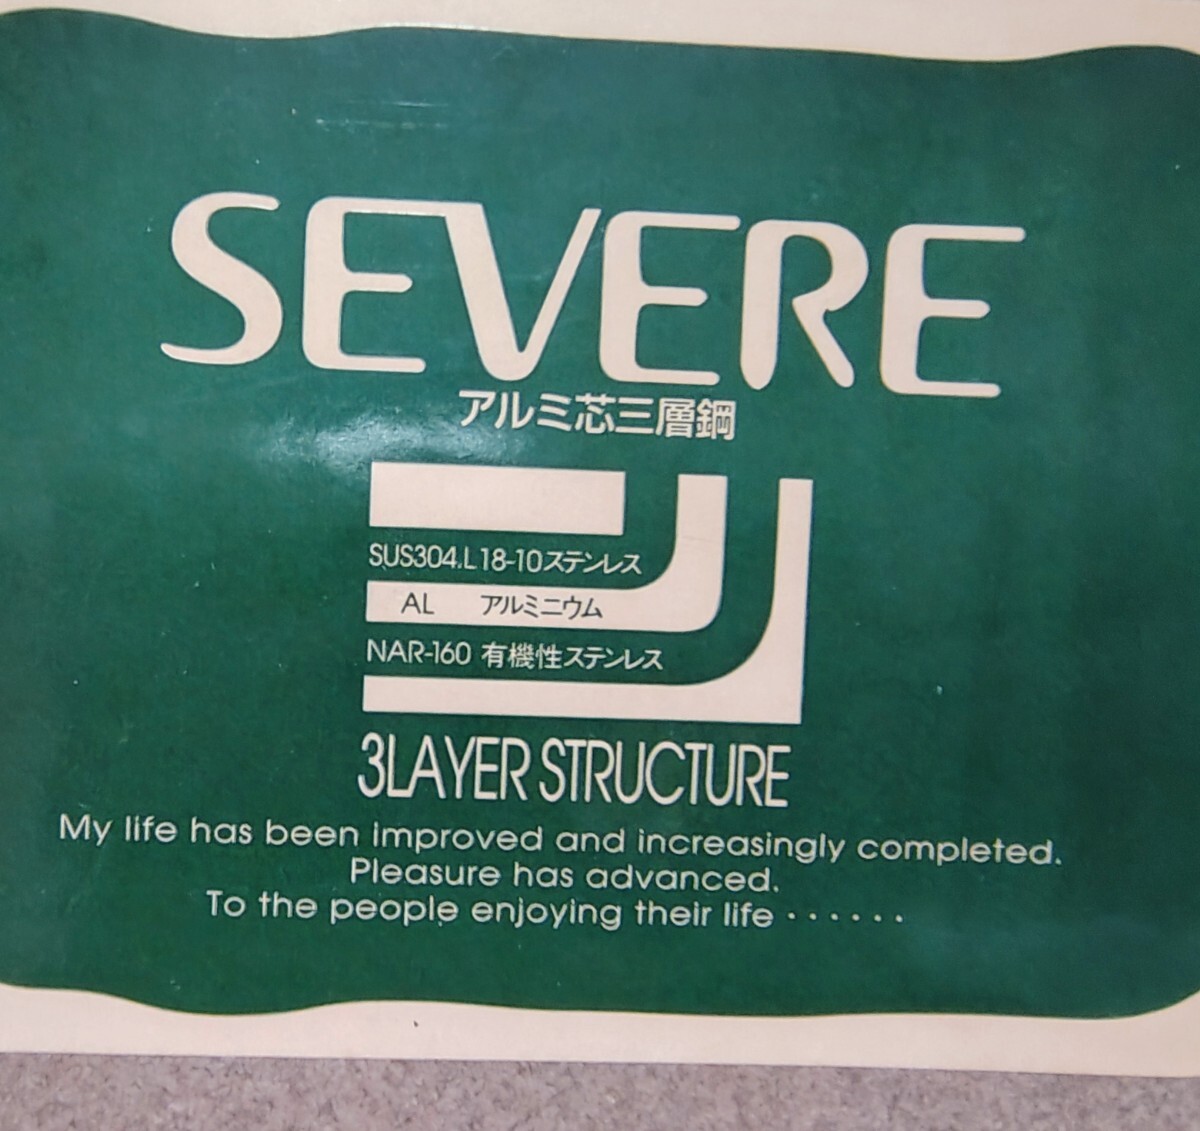 SEVERE
アルミ芯三層鋼
SUS304.L18-10ステンレス
AL アルミニウム
NAR-160 有機性ステンレス
3LAYER STRUCTURE
My life has been improved and increasingly completed.
Pleasure has advanced.
To the people enjoying their life ······